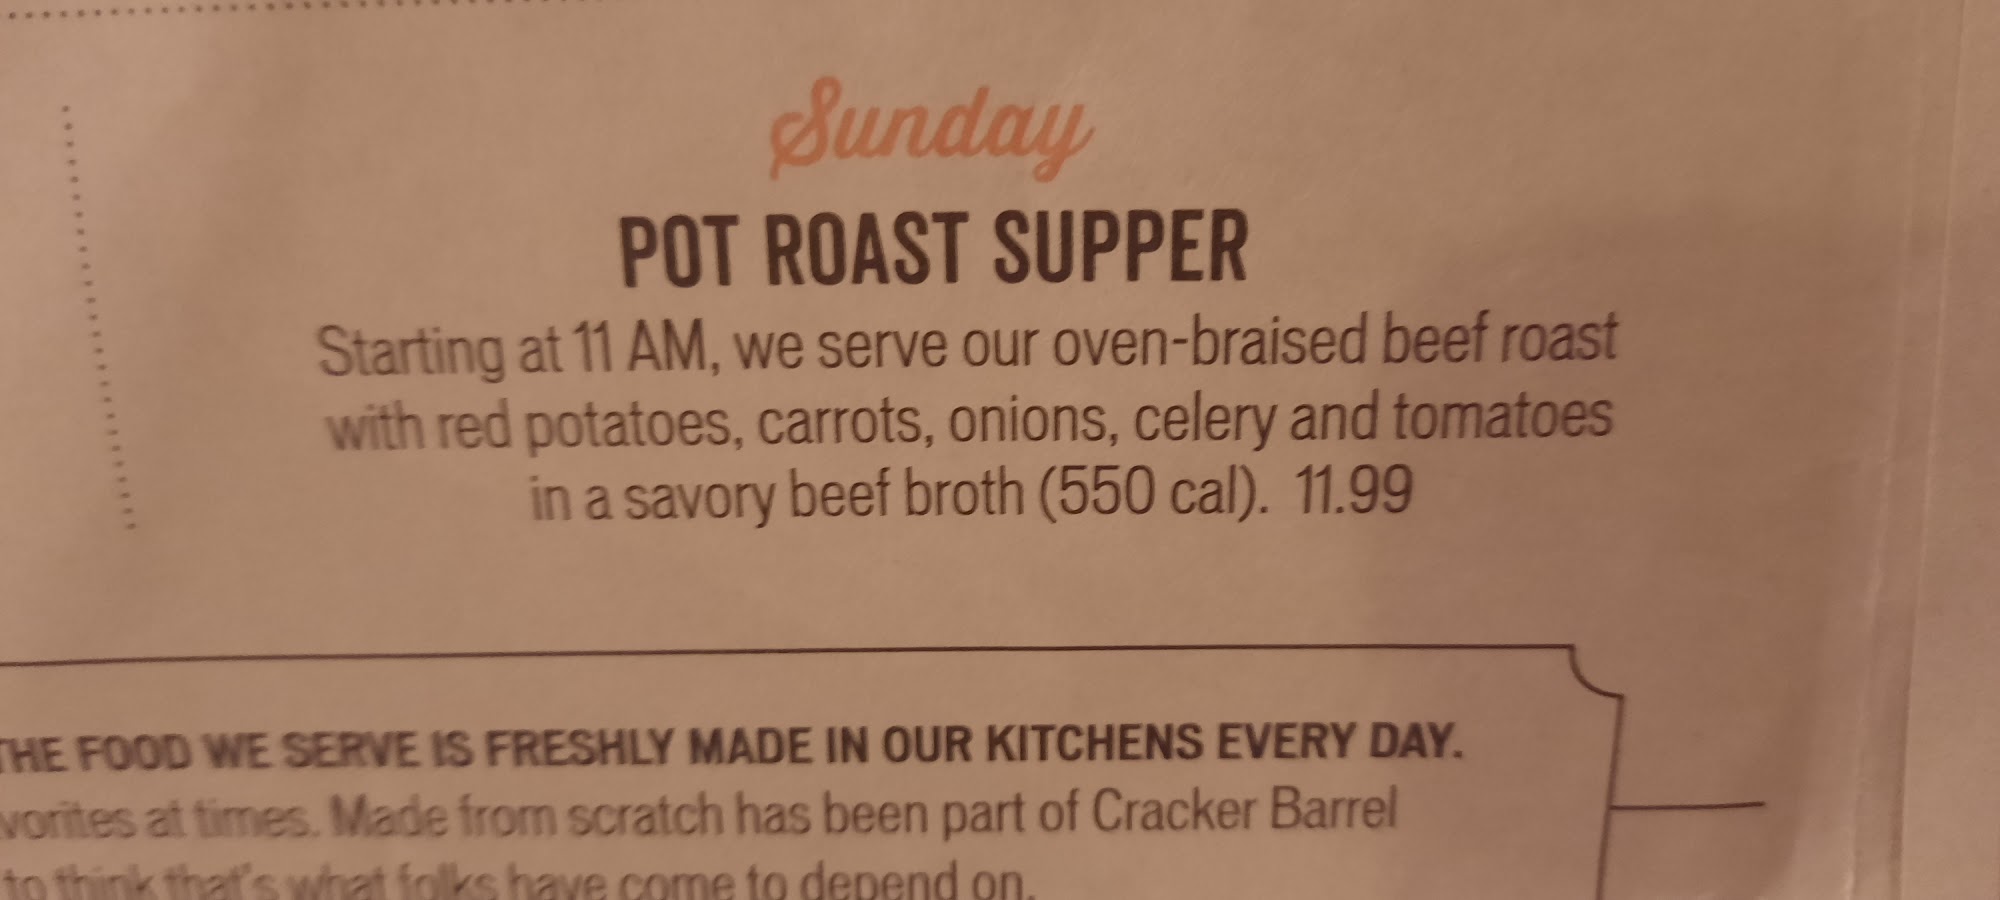 Sunday
POT ROAST SUPPER
Starting at 11 AM, we serve our oven-braised beef roast
with red potatoes, carrots, onions, celery and tomatoes
in a savory beef broth (550 cal). 11.99
THE FOOD WE SERVE IS FRESHLY MADE IN OUR KITCHENS EVERY DAY.
vorites at times. Made from scratch has been part of Cracker Barrel
to think that's what folks have come to depend on.